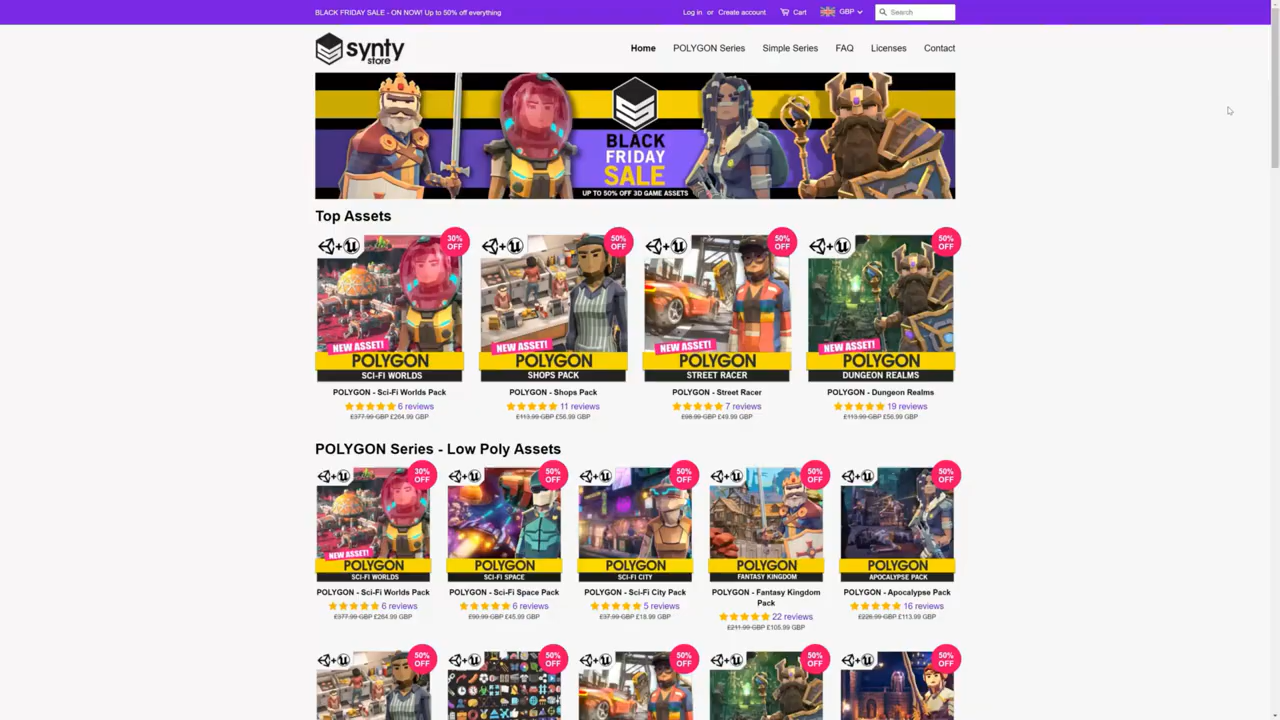 BLACK FRIDAY SALE - ON NOW! Up to 50% off everything
Log in or Create account Cart GBP Search
synty
store
Home POLYGON Series Simple Series FAQ Licenses Contact
BLACK
FRIDAY
SALE
UP TO 50% OFF 3D GAME ASSETS
Top Assets
30%
OFF
NEW ASSET!
POLYGON
SCI-FI WORLDS
POLYGON - Sci-Fi Worlds Pack
6 reviews
£377.99 GBP £264.99 GBP
50%
OFF
NEW ASSET!
POLYGON
SHOPS PACK
POLYGON - Shops Pack
11 reviews
£113.99 GBP £56.99 GBP
50%
OFF
NEW ASSET!
POLYGON
STREET RACER
POLYGON - Street Racer
7 reviews
£98.99 GBP £49.99 GBP
50%
OFF
NEW ASSET!
POLYGON
DUNGEON REALMS
POLYGON - Dungeon Realms
19 reviews
£113.99 GBP £56.99 GBP
POLYGON Series - Low Poly Assets
30%
OFF
NEW ASSET!
POLYGON
SCI-FI WORLDS
POLYGON - Sci-Fi Worlds Pack
6 reviews
£377.99 GBP £264.99 GBP
50%
OFF
POLYGON
SCI-FI SPACE
POLYGON - Sci-Fi Space Pack
6 reviews
£90.99 GBP £45.99 GBP
50%
OFF
POLYGON
SCI-FI CITY
POLYGON - Sci-Fi City Pack
5 reviews
£37.99 GBP £18.99 GBP
50%
OFF
POLYGON
FANTASY KINGDOM
POLYGON - Fantasy Kingdom
Pack
22 reviews
£211.99 GBP £105.99 GBP
50%
OFF
POLYGON
APOCALYPSE PACK
POLYGON - Apocalypse Pack
16 reviews
£226.99 GBP £113.99 GBP
50%
OFF
50%
OFF
50%
OFF
50%
OFF
50%
OFF